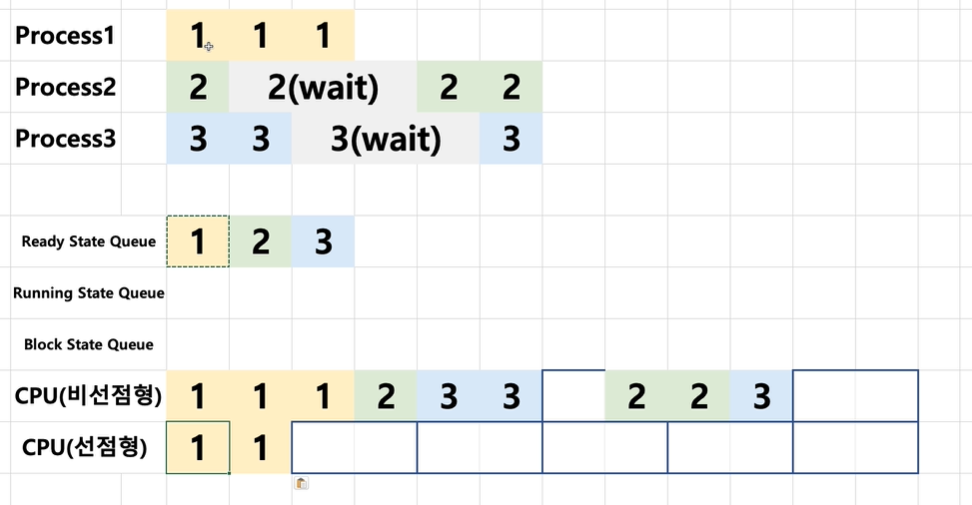 Process1 1 1 1
Process2 2 2(wait) 2 2
Process3 3 3 3(wait) 3
Ready State Queue 1 2 3
Running State Queue
Block State Queue
CPU(비선점형) 1 1 1 2 3 3 2 2 3
CPU(선점형) 1 1